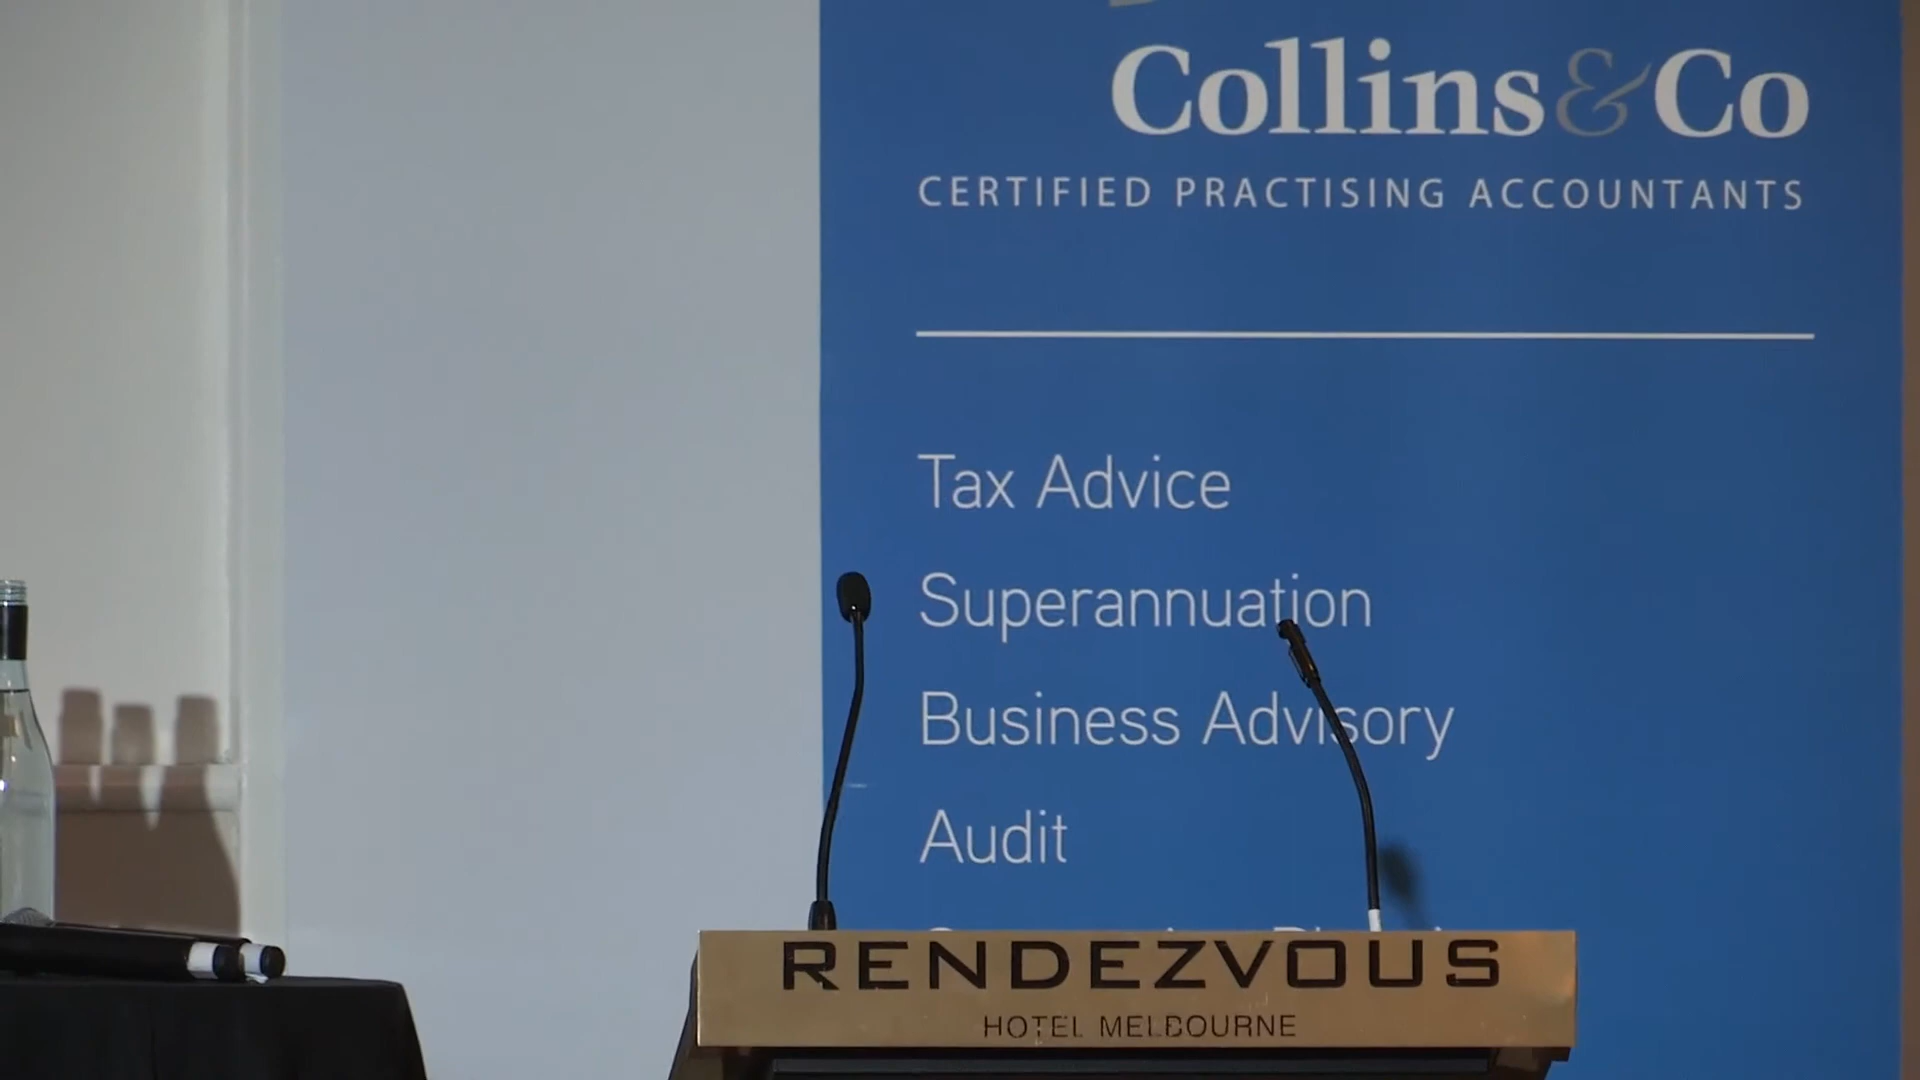 Collins&Co
CERTIFIED PRACTISING ACCOUNTANTS
Tax Advice
Superannuation
Business Advisory
Audit
RENDEZVOUS
HOTEL MELBOURNE